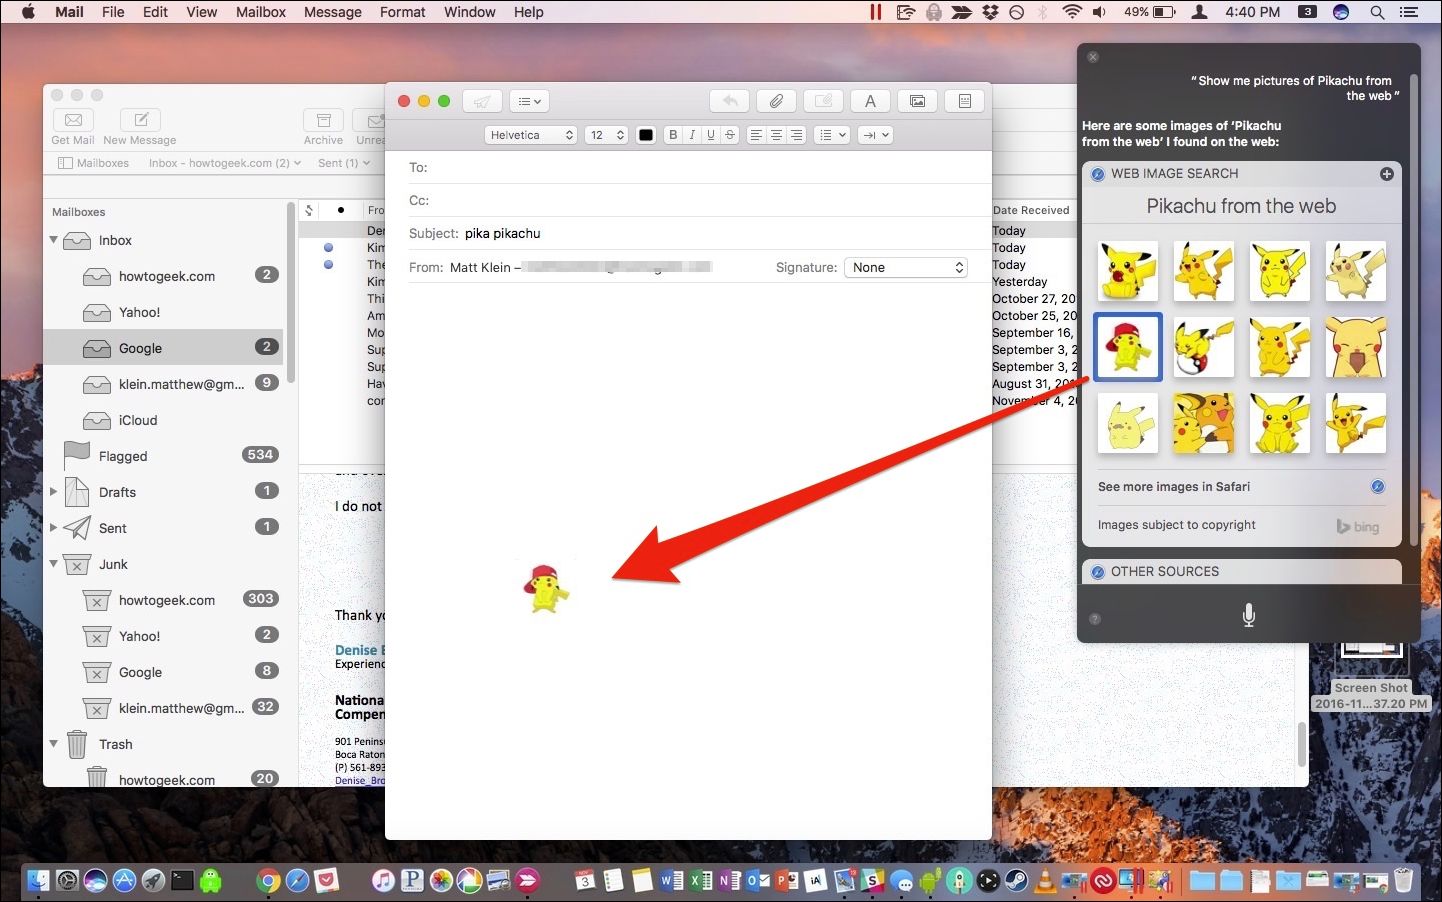 Mail File Edit View Mailbox Message Format Window Help
49%
4:40 PM
3
Get Mail
New Message
Archive
Mailboxes
Inbox - howtogeek.com (2)
Sent (1)
Mailboxes
Inbox
howtogeek.com 2
Yahoo!
Google 2
klein.matthew@gm... 9
iCloud
Flagged 534
Drafts 1
Sent 1
Junk
howtogeek.com 303
Yahoo! 2
Google 8
klein.matthew@gm... 32
Trash
howtogeek.com 20
Date Received
Today
Today
Today
Yesterday
October 27, 20
October 25, 20
September 16,
September 3, 2
September 3, 2
August 31, 201
November 4, 20
I do not
Thank yo
Denise B
Experienc
Nationa
Compen
901 Peninsu
Boca Raton
(P) 561-893
Denise_Bro
Helvetica
12
B I U S
To:
Cc:
Subject: pika pikachu
From: Matt Klein –
Signature: None
“Show me pictures of Pikachu from
the web”
Here are some images of ‘Pikachu
from the web’ I found on the web:
WEB IMAGE SEARCH
Pikachu from the web
See more images in Safari
Images subject to copyright
bing
OTHER SOURCES
?
Screen Shot
2016-11...37.20 PM
NOV
3